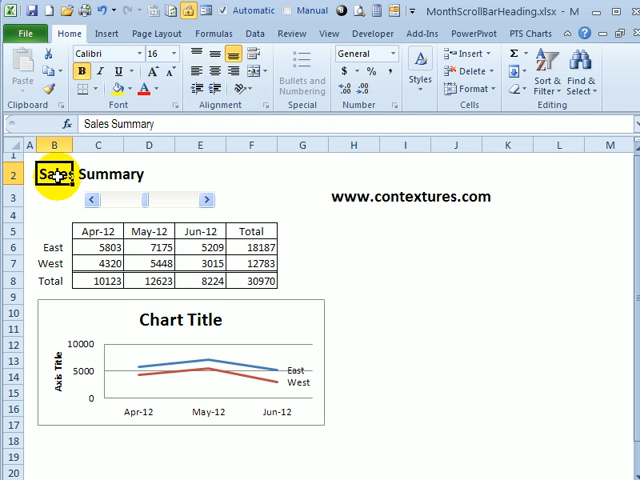 Automatic
Manual
MonthScrollBarHeading.xlsx - M
File Home Insert Page Layout Formulas Data Review View Developer Add-Ins PowerPivot PTS Charts
Calibri 16 General
Insert
Delete
Format
Paste
B I U A A
$ % ,
Bullets and
Numbering
Styles
Sort &
Filter
Find &
Select
Clipboard Font Alignment Special Number Cells Editing
fx Sales Summary
A B C D E F G H I J K L M
1
2 Sales Summary
3 www.contextures.com
4
5 Apr-12 May-12 Jun-12 Total
6 East 5803 7175 5209 18187
7 West 4320 5448 3015 12783
8 Total 10123 12623 8224 30970
9
10 Chart Title
11
12 10000
13 5000 East
14 Axis Title West
15 0
16 Apr-12 May-12 Jun-12
17
18
19
20